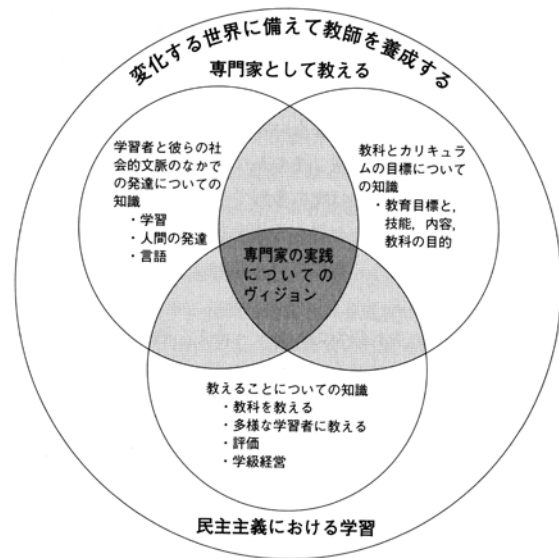 変化する世界に備えて教師を養成する
専門家として教える
学習者と彼らの社
会的文脈のなかで
の発達についての
知識
・学習
・人間の発達
・言語
教科とカリキュラ
ムの目標について
の知識
・教育目標と,
技能, 内容,
教科の目的
専門家の実践
についての
ヴィジョン
教えることについての知識
・教科を教える
・多様な学習者に教える
・評価
・学級経営
民主主義における学習